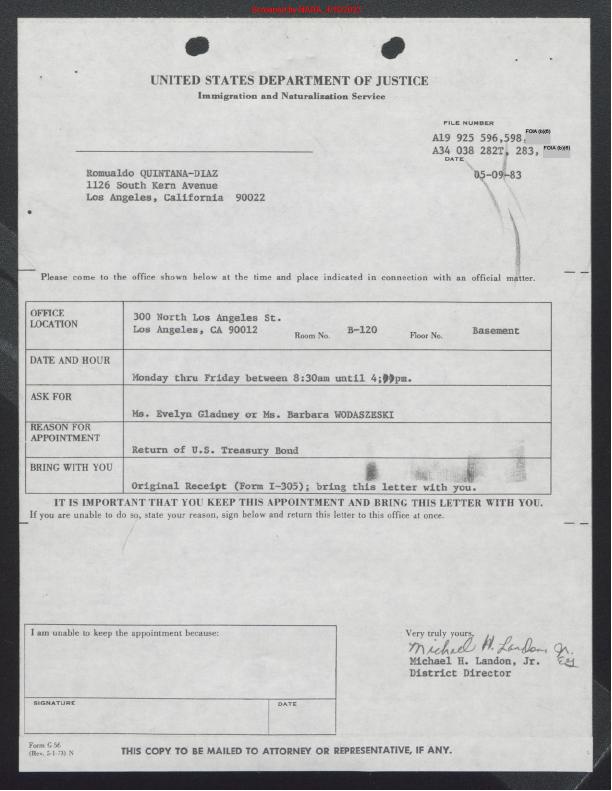 Screened by NARA, 4/10/2023
UNITED STATES DEPARTMENT OF JUSTICE
Immigration and Naturalization Service
FILE NUMBER
A19 925 596,598, FOIA (b)(6)
A34 038 282T, 283, FOIA (b)(6)
DATE
05-09-83
Romualdo QUINTANA-DIAZ
1126 South Kern Avenue
Los Angeles, California 90022
Please come to the office shown below at the time and place indicated in connection with an official matter.
OFFICE LOCATION
300 North Los Angeles St.
Los Angeles, CA 90012 Room No. B-120 Floor No. Basement
DATE AND HOUR
Monday thru Friday between 8:30am until 4;00pm.
ASK FOR
Ms. Evelyn Gladney or Ms. Barbara WODASZESKI
REASON FOR APPOINTMENT
Return of U.S. Treasury Bond
BRING WITH YOU
Original Receipt (Form I-305); bring this letter with you.
IT IS IMPORTANT THAT YOU KEEP THIS APPOINTMENT AND BRING THIS LETTER WITH YOU.
If you are unable to do so, state your reason, sign below and return this letter to this office at once.
I am unable to keep the appointment because:
SIGNATURE
DATE
Very truly yours,
Michael H. Landon, Jr.
Michael H. Landon, Jr.
District Director
Form G-56
(Rev. 5-1-73) N
THIS COPY TO BE MAILED TO ATTORNEY OR REPRESENTATIVE, IF ANY.